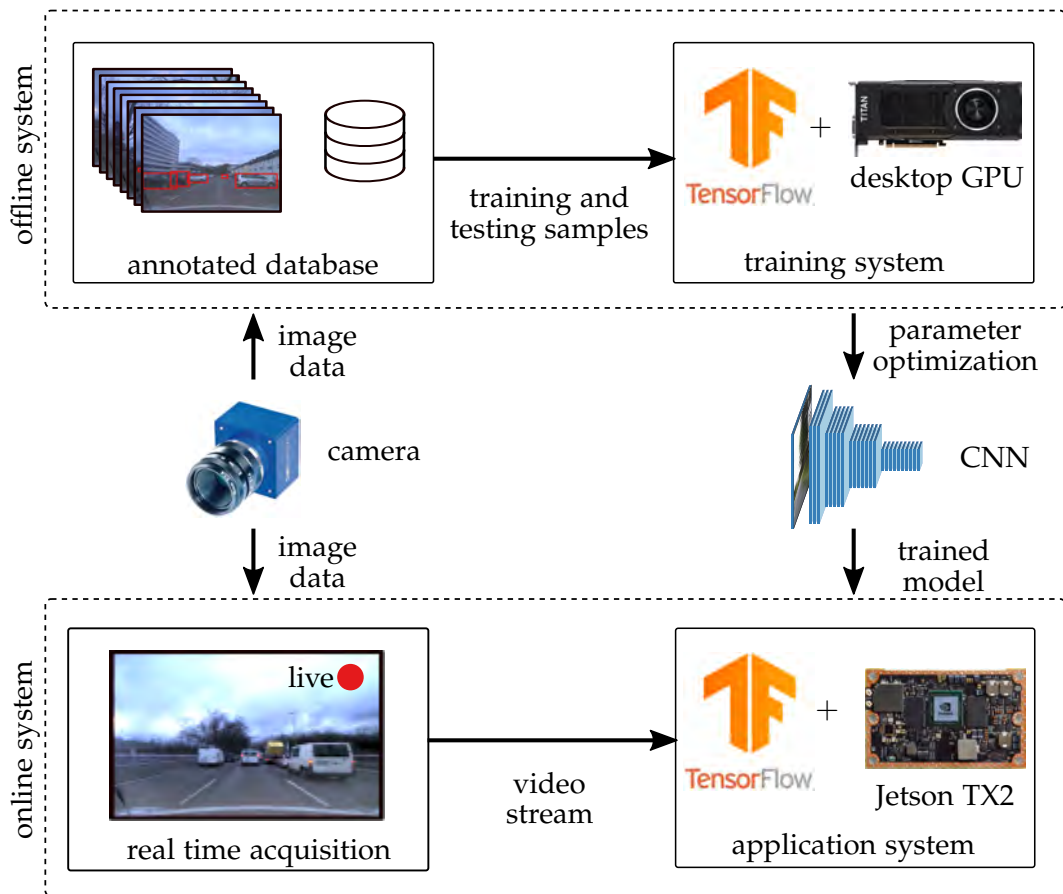 offline system
annotated database
training and
testing samples
TensorFlow
+
TITAN
desktop GPU
training system
image
data
parameter
optimization
camera
CNN
image
data
trained
model
online system
live
real time acquisition
video
stream
TensorFlow
+
Jetson TX2
application system